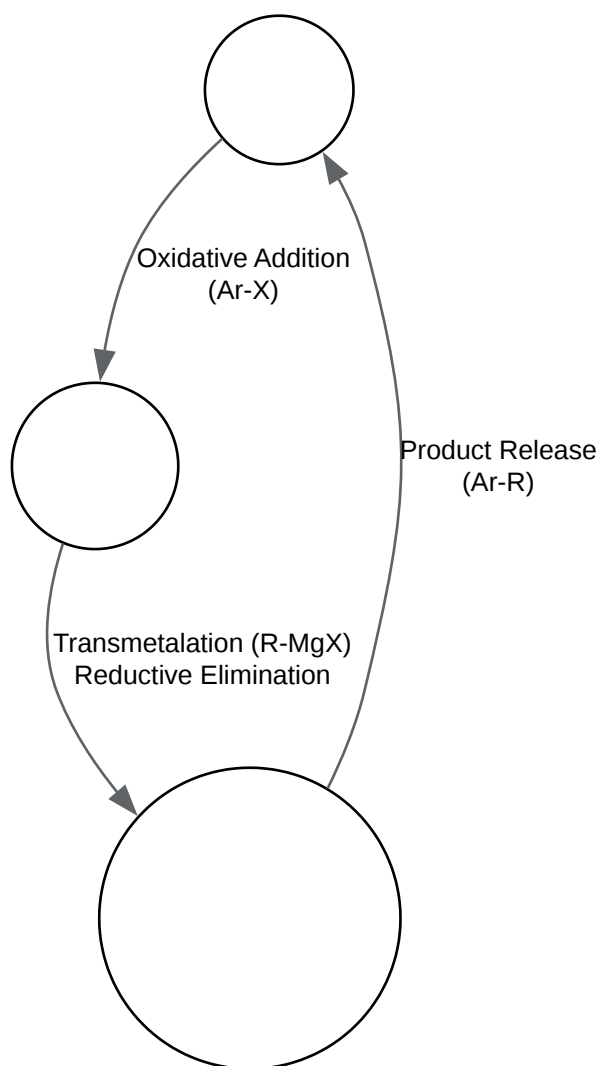 Oxidative Addition
(Ar-X)
Product Release
(Ar-R)
Transmetalation (R-MgX)
Reductive Elimination